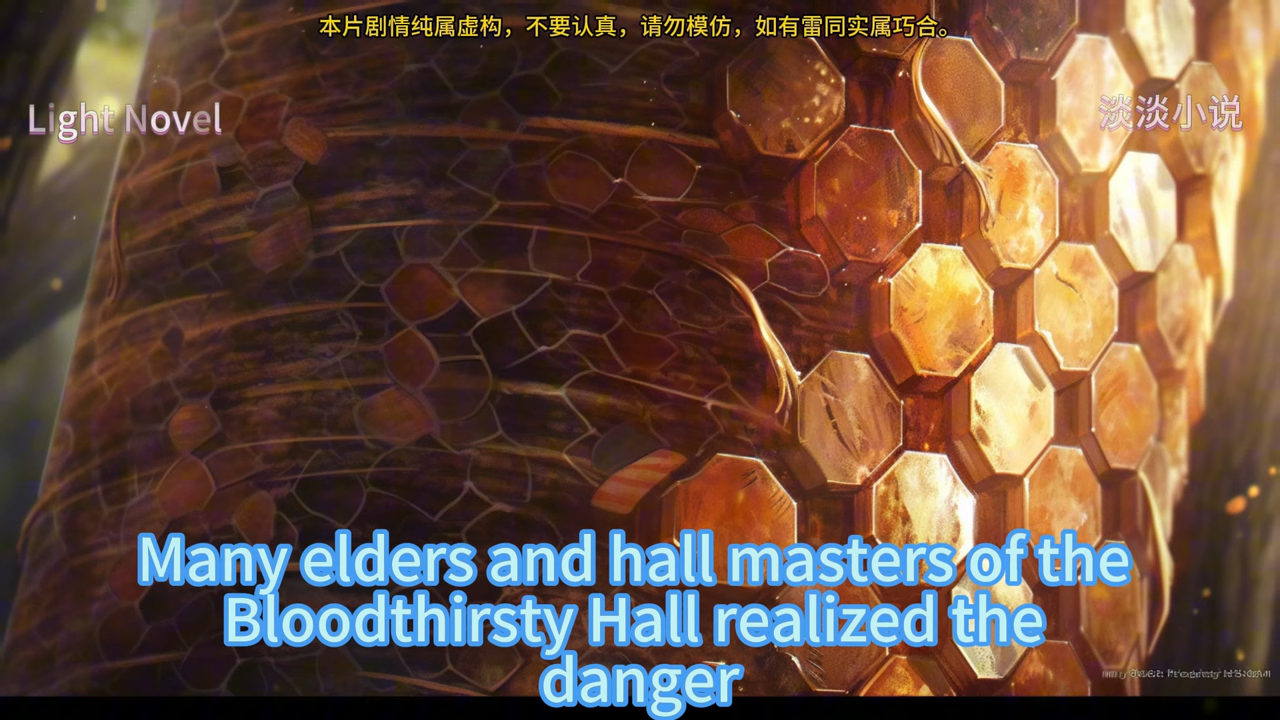 本片剧情纯属虚构，不要认真，请勿模仿，如有雷同实属巧合。
Light Novel
淡淡小说
Many elders and hall masters of the
Bloodthirsty Hall realized the
danger